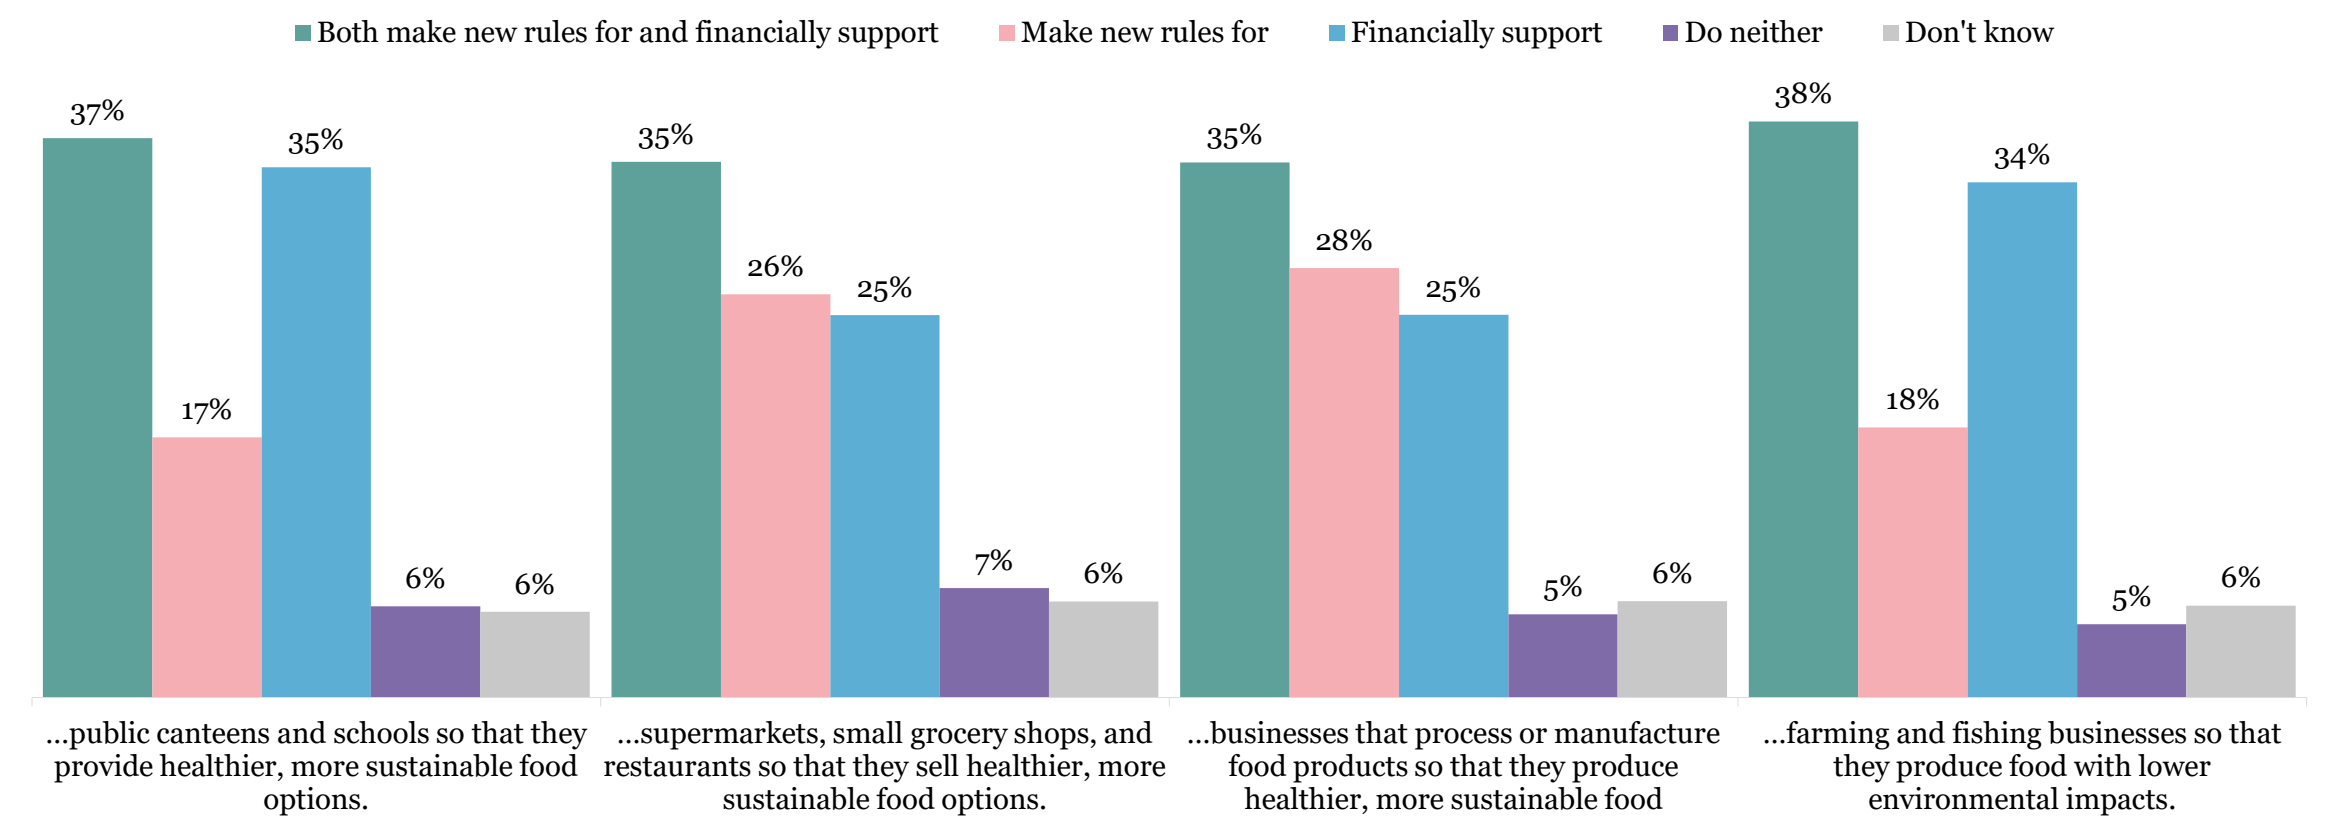 Both make new rules for and financially support Make new rules for Financially support Do neither Don't know
37% 17% 35% 6% 6%
35% 26% 25% 7% 6%
35% 28% 25% 5% 6%
38% 18% 34% 5% 6%
...public canteens and schools so that they
provide healthier, more sustainable food
options.
...supermarkets, small grocery shops, and
restaurants so that they sell healthier, more
sustainable food options.
...businesses that process or manufacture
food products so that they produce
healthier, more sustainable food
...farming and fishing businesses so that
they produce food with lower
environmental impacts.